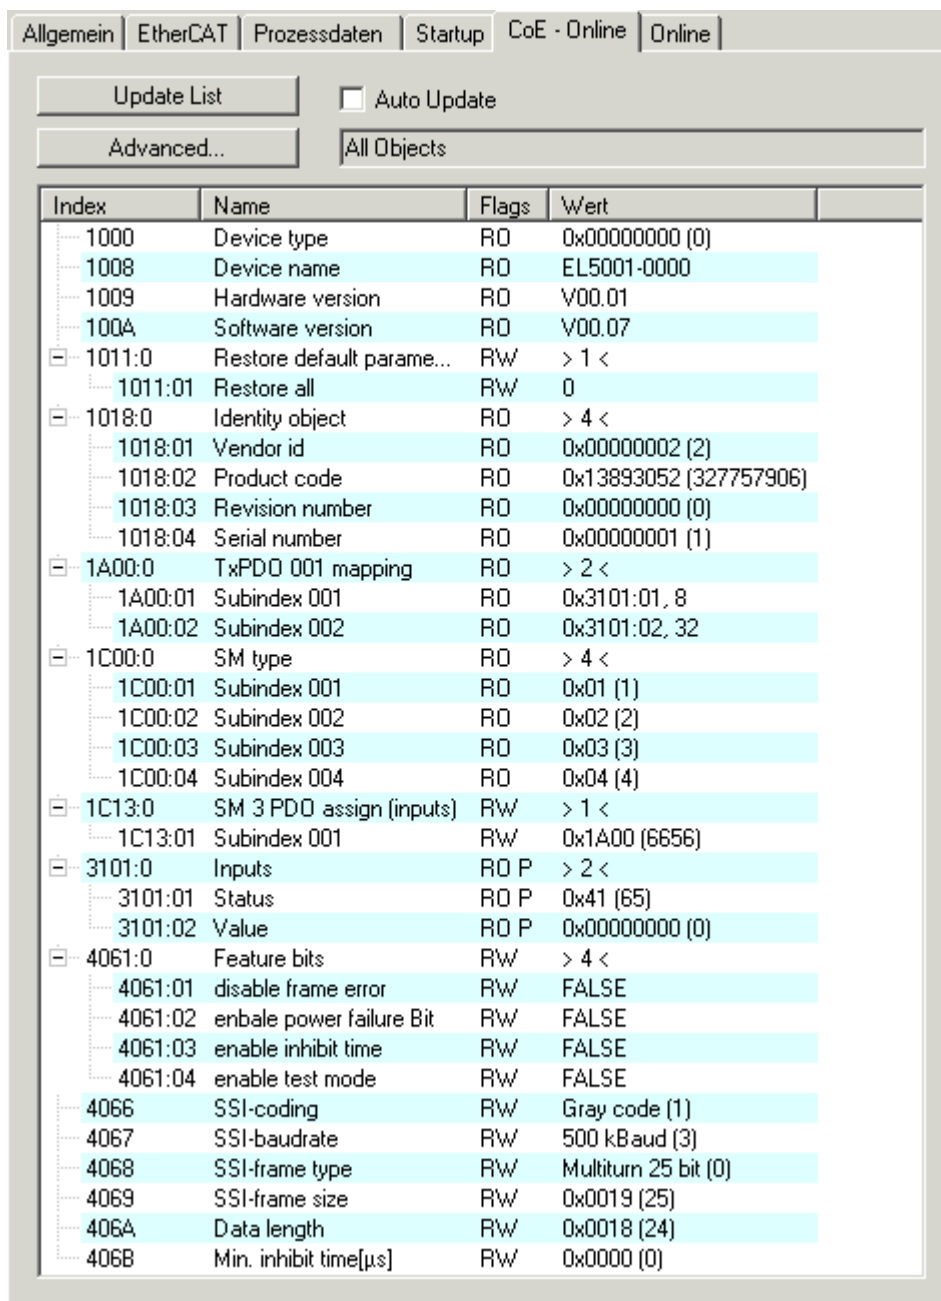 Allgemein EtherCAT Prozessdaten Startup CoE - Online Online
Update List Auto Update
Advanced... All Objects
Index Name Flags Wert
1000 Device type RO 0x00000000 (0)
1008 Device name RO EL5001-0000
1009 Hardware version RO V00.01
100A Software version RO V00.07
1011:0 Restore default parame... RW > 1 <
1011:01 Restore all RW 0
1018:0 Identity object RO > 4 <
1018:01 Vendor id RO 0x00000002 (2)
1018:02 Product code RO 0x13893052 (327757906)
1018:03 Revision number RO 0x00000000 (0)
1018:04 Serial number RO 0x00000001 (1)
1A00:0 TxPDO 001 mapping RO > 2 <
1A00:01 Subindex 001 RO 0x3101:01, 8
1A00:02 Subindex 002 RO 0x3101:02, 32
1C00:0 SM type RO > 4 <
1C00:01 Subindex 001 RO 0x01 (1)
1C00:02 Subindex 002 RO 0x02 (2)
1C00:03 Subindex 003 RO 0x03 (3)
1C00:04 Subindex 004 RO 0x04 (4)
1C13:0 SM 3 PDO assign (inputs) RW > 1 <
1C13:01 Subindex 001 RW 0x1A00 (6656)
3101:0 Inputs RO P > 2 <
3101:01 Status RO P 0x41 (65)
3101:02 Value RO P 0x00000000 (0)
4061:0 Feature bits RW > 4 <
4061:01 disable frame error RW FALSE
4061:02 enbale power failure Bit RW FALSE
4061:03 enable inhibit time RW FALSE
4061:04 enable test mode RW FALSE
4066 SSI-coding RW Gray code (1)
4067 SSI-baudrate RW 500 kBaud (3)
4068 SSI-frame type RW Multiturn 25 bit (0)
4069 SSI-frame size RW 0x0019 (25)
406A Data length RW 0x0018 (24)
406B Min. inhibit time[µs] RW 0x0000 (0)